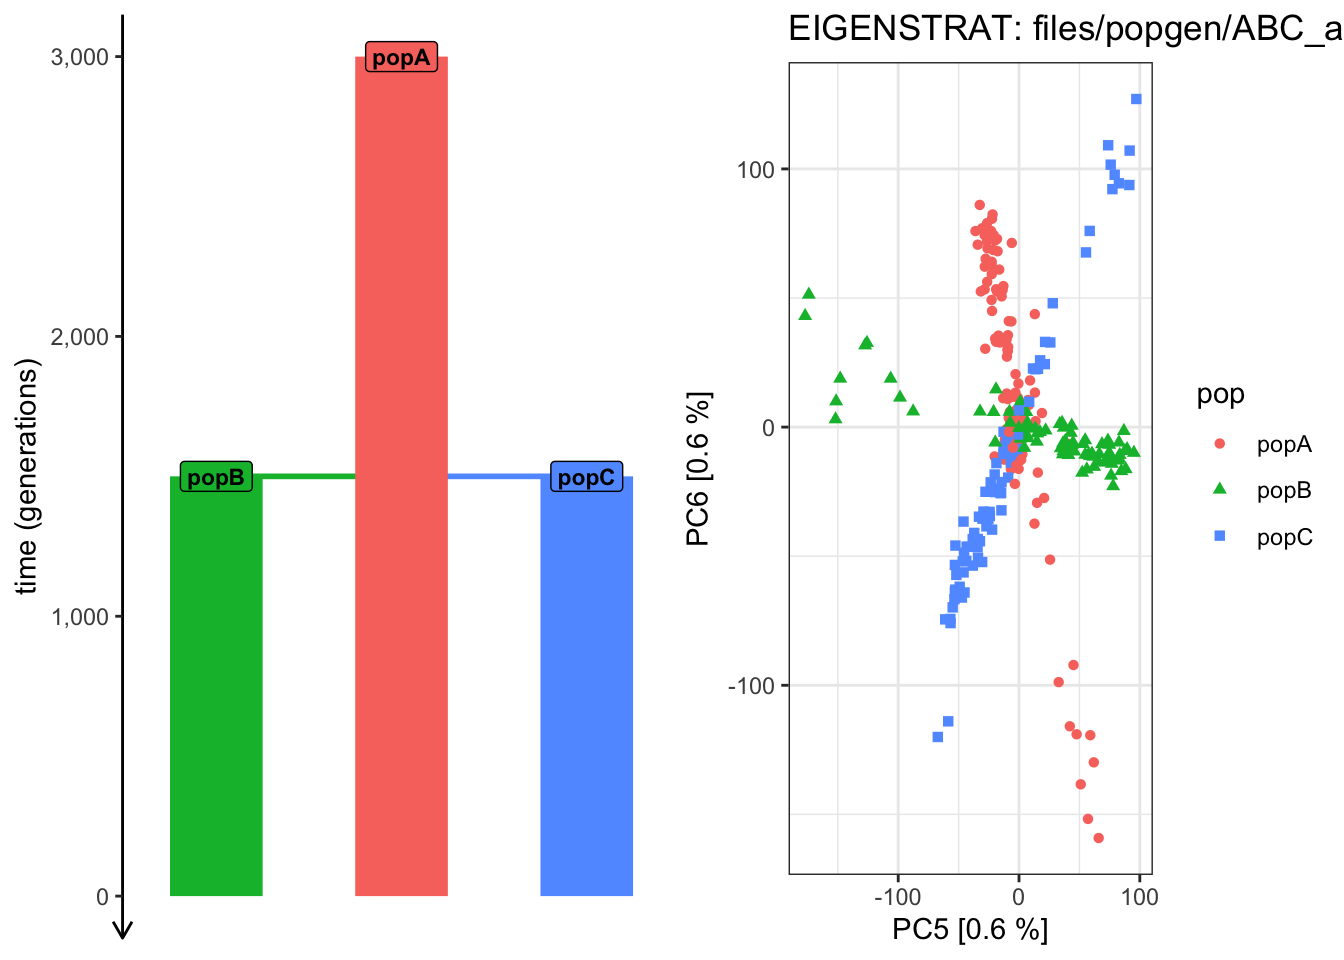 time (generations)
3,000
2,000
1,000
0
popA
popB
popC
EIGENSTRAT: files/popgen/ABC_a
PC6 [0.6 %]
100
0
-100
-100
0
100
PC5 [0.6 %]
pop
popA
popB
popC